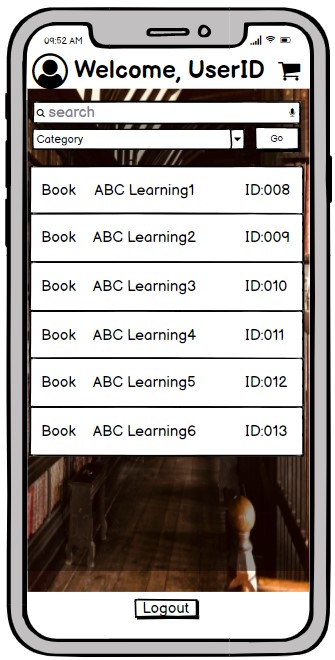 09:52 AM
Welcome, UserID
search
Category
Go
Book ABC Learning1 ID:008
Book ABC Learning2 ID:009
Book ABC Learning3 ID:010
Book ABC Learning4 ID:011
Book ABC Learning5 ID:012
Book ABC Learning6 ID:013
Logout